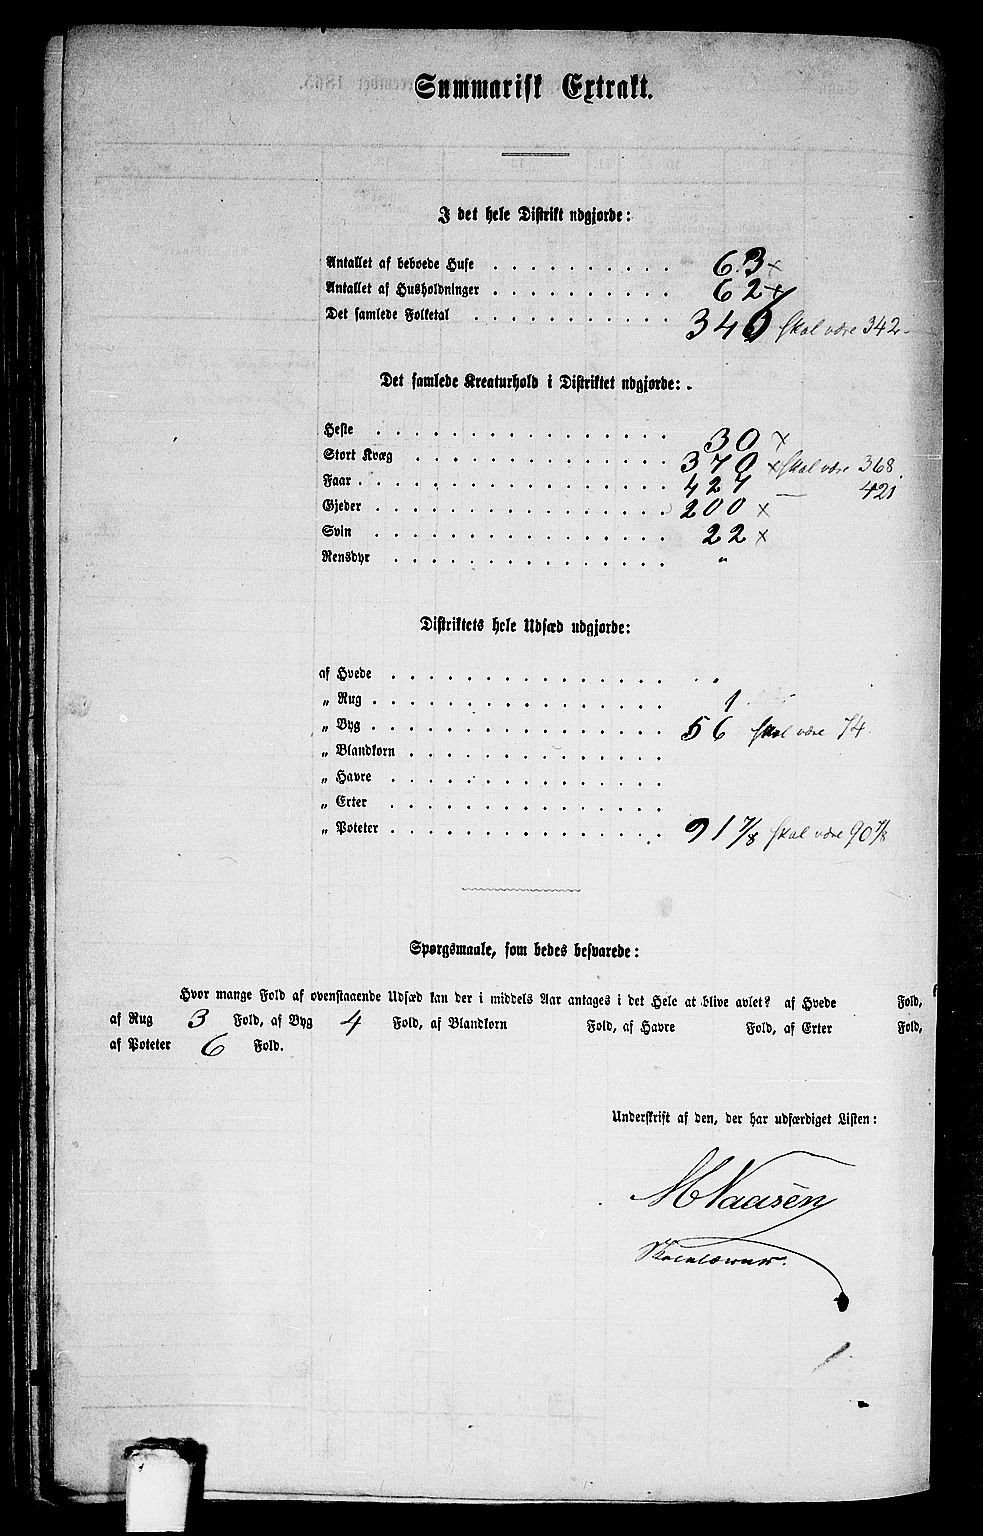 Summarisk Extrakt.
I det hele Distrikt udgjorde:
Antallet af beboede Huse . . . . . . . . . . 63 ×
Antallet af Husholdninger . . . . . . . . . . 62 ×
Det samlede Folketal . . . . . . . . . . . 340 skal være 342
Det samlede Kreaturhold i Distriktet udgjorde:
Heste . . . . . . . . . . . . . . . . 30 ×
Stort Kvæg . . . . . . . . . . . . . . 370 × skal være 368
Faar . . . . . . . . . . . . . . . . . 427 — 421
Gjeder . . . . . . . . . . . . . . . . 200 ×
Svin . . . . . . . . . . . . . . . . 22 ×
Rensdyr . . . . . . . . . . . . . . . "
Distriktets hele Udsæd udgjorde:
af Hvede . . . . . . . . . . . . . . . "
„ Rug . . . . . . . . . . . . . . . . 1
„ Byg . . . . . . . . . . . . . . . . 56 skal være 74
„ Blandkorn . . . . . . . . . . . . . .
„ Havre . . . . . . . . . . . . . . .
„ Erter . . . . . . . . . . . . . . .
„ Poteter . . . . . . . . . . . . . . . 91 7/8 skal være 90 7/8
Spørgsmaale, som bedes besvarede:
Hvor mange Fold af ovenstaaende Udsæd kan der i middels Aar antages i det Hele at blive avlet? af Hvede Fold,
af Rug 3 Fold, af Byg 4 Fold, af Blandkorn Fold, af Havre Fold, af Erter Fold,
af Poteter 6 Fold.
Underskrift af den, der har udfærdiget Listen:
M Naasen